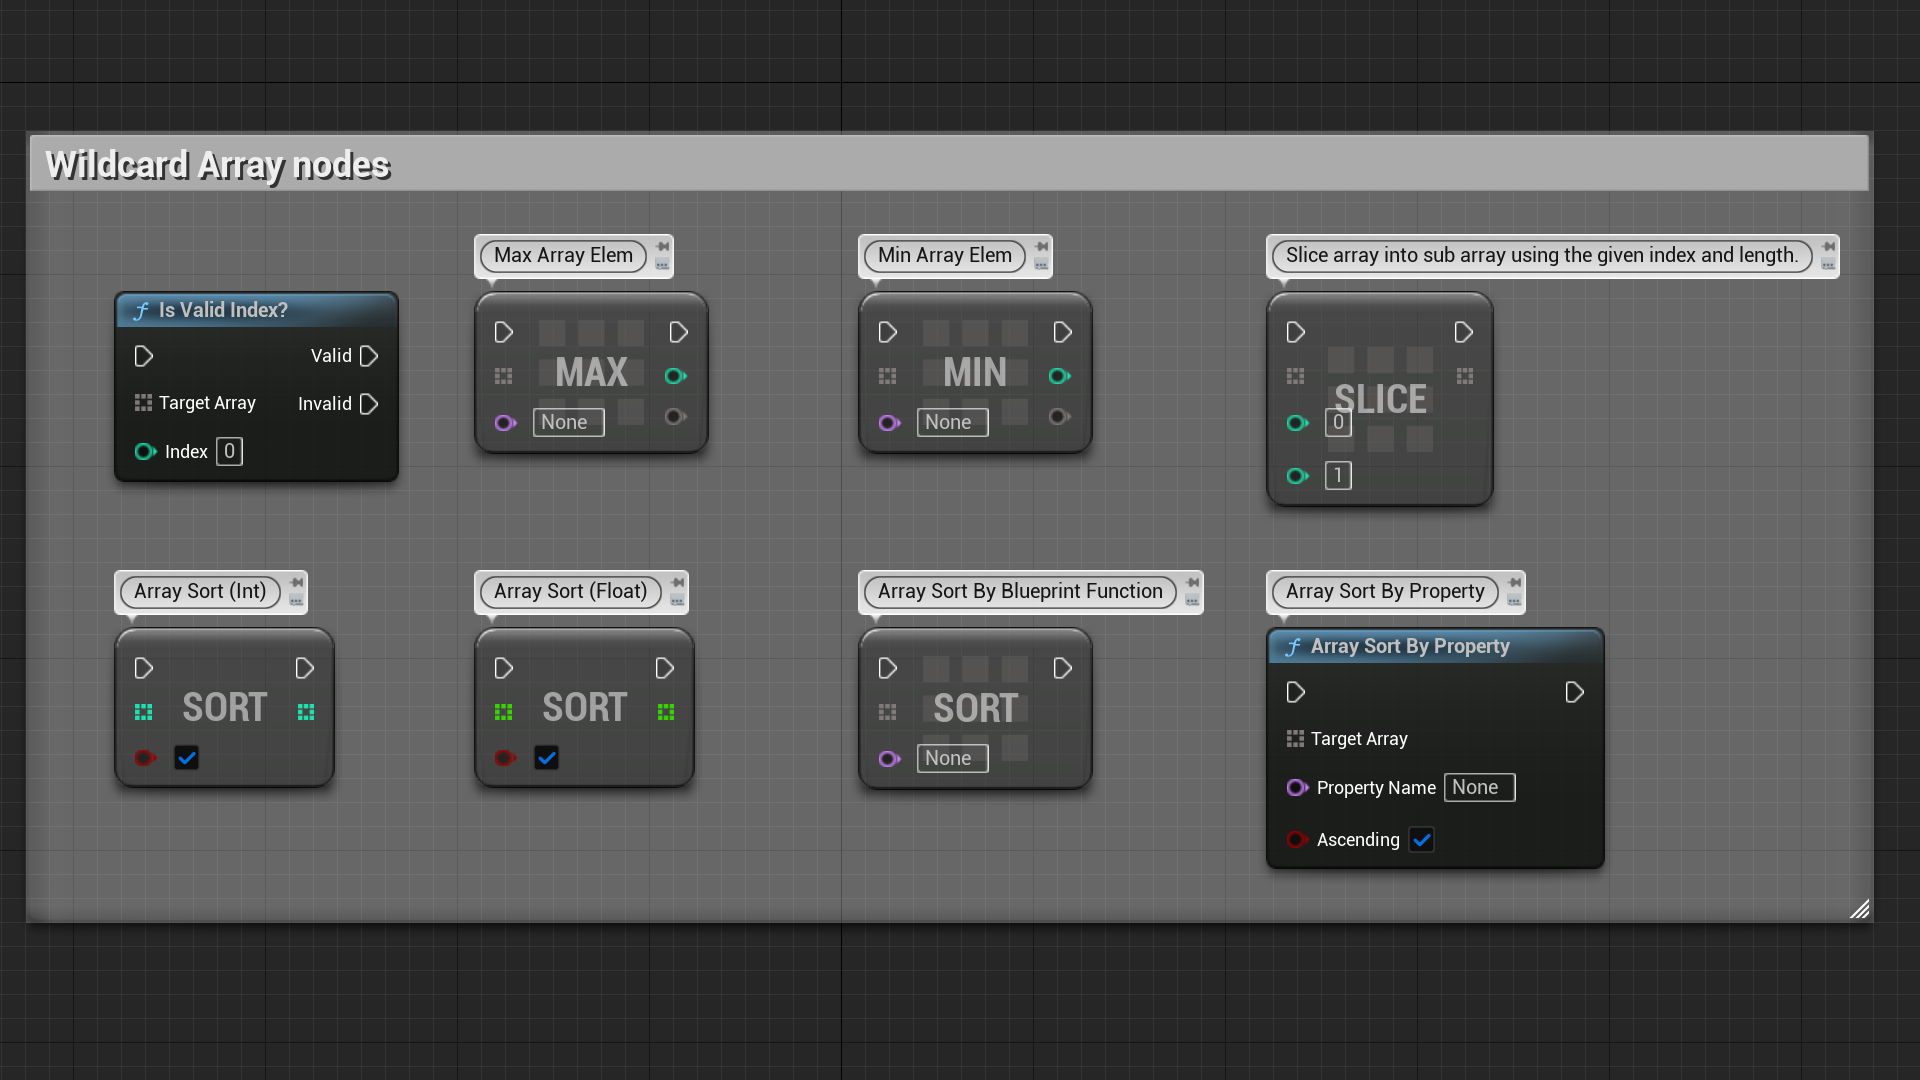 Wildcard Array nodes
Max Array Elem
Min Array Elem
Slice array into sub array using the given index and length.
f Is Valid Index?
Valid
Target Array
Invalid
Index 0
MAX
None
MIN
None
SLICE
0
1
Array Sort (Int)
Array Sort (Float)
Array Sort By Blueprint Function
Array Sort By Property
SORT
SORT
SORT
None
f Array Sort By Property
Target Array
Property Name None
Ascending